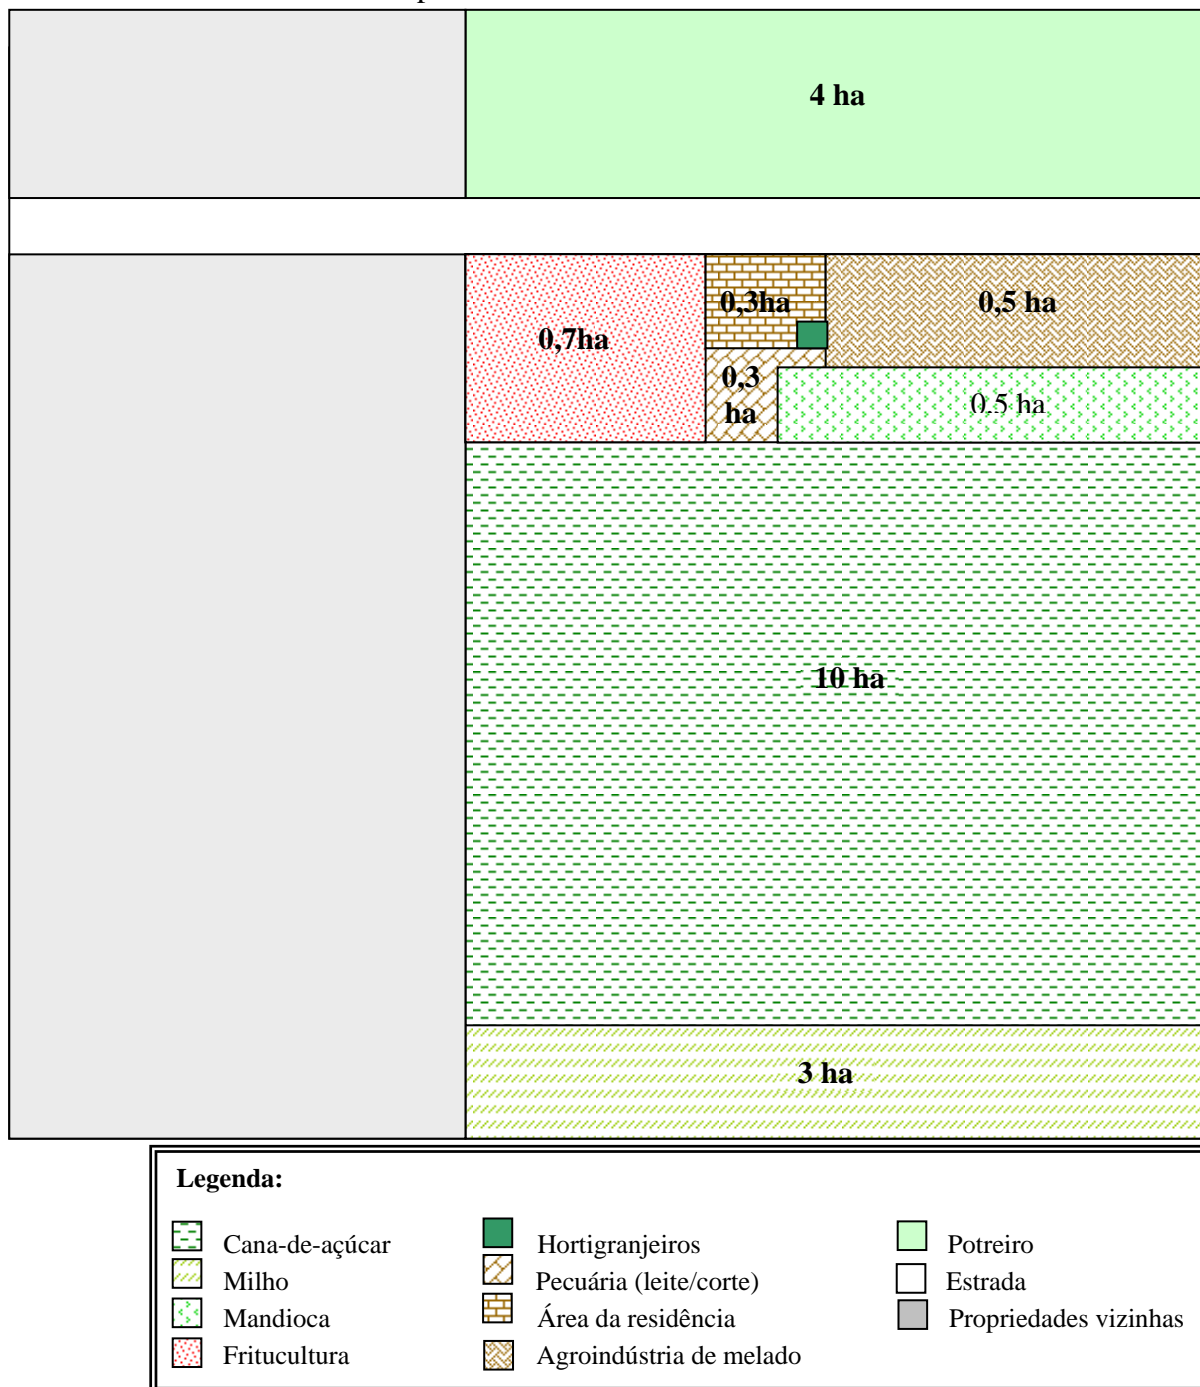 4 ha
0,3ha
0,5 ha
0,7ha
0,3
ha
0,5 ha
10 ha
3 ha
Legenda:
Cana-de-açúcar
Hortigranjeiros
Potreiro
Milho
Pecuária (leite/corte)
Estrada
Mandioca
Área da residência
Propriedades vizinhas
Fritucultura
Agroindústria de melado